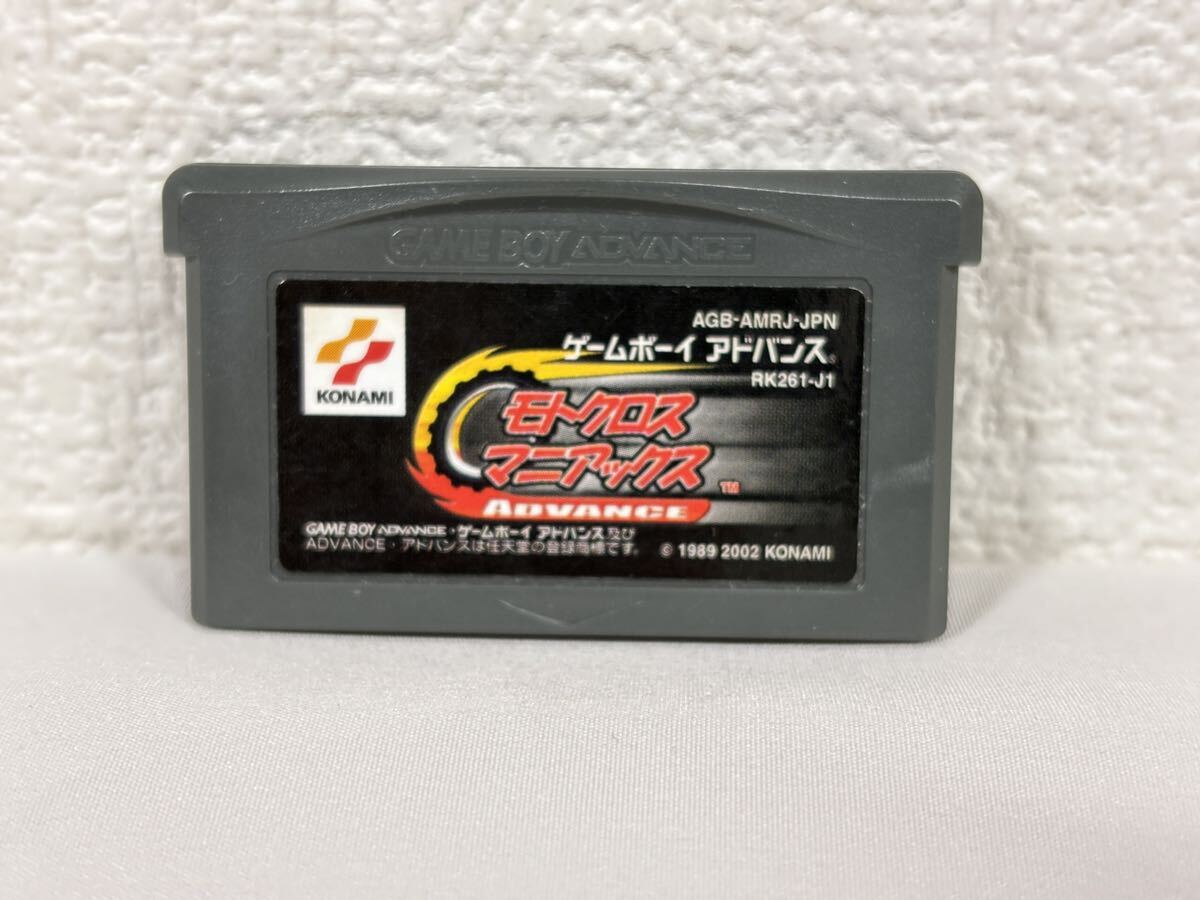 GAME BOY ADVANCE
KONAMI
AGB-AMRJ-JPN
ゲームボーイ アドバンス®
RK261-J1
モトクロス
マニアックス TM
ADVANCE
GAME BOY ADVANCE・ゲームボーイ アドバンス及び
ADVANCE・アドバンスは任天堂の登録商標です。 © 1989 2002 KONAMI